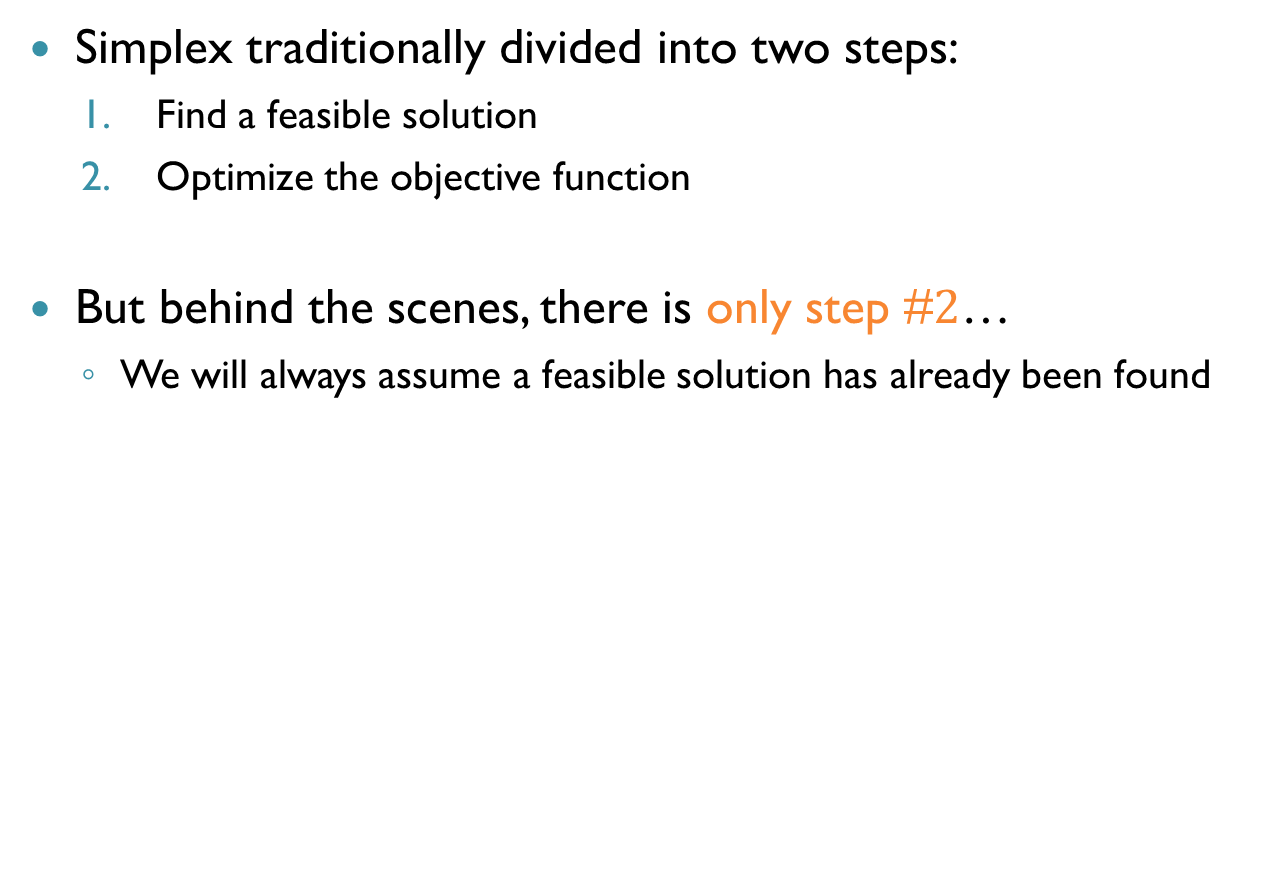 • Simplex traditionally divided into two steps:
1. Find a feasible solution
2. Optimize the objective function
• But behind the scenes, there is only step #2…
◦ We will always assume a feasible solution has already been found